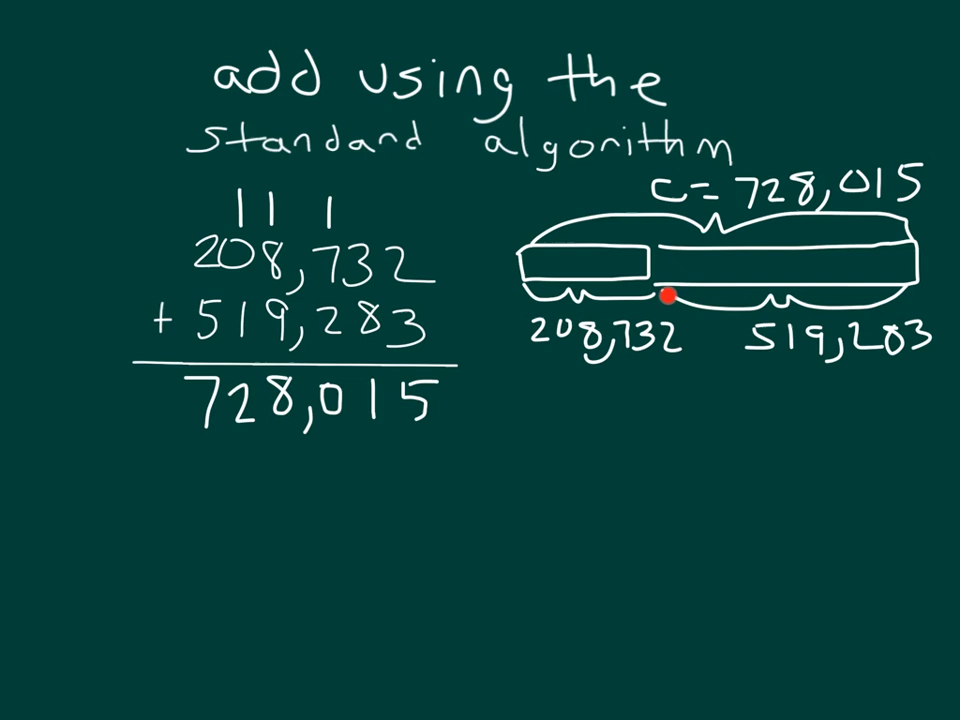 add using the
standard algorithm
c = 728,015
11 1
208,732
+ 519,283
728,015
208,732 519,283